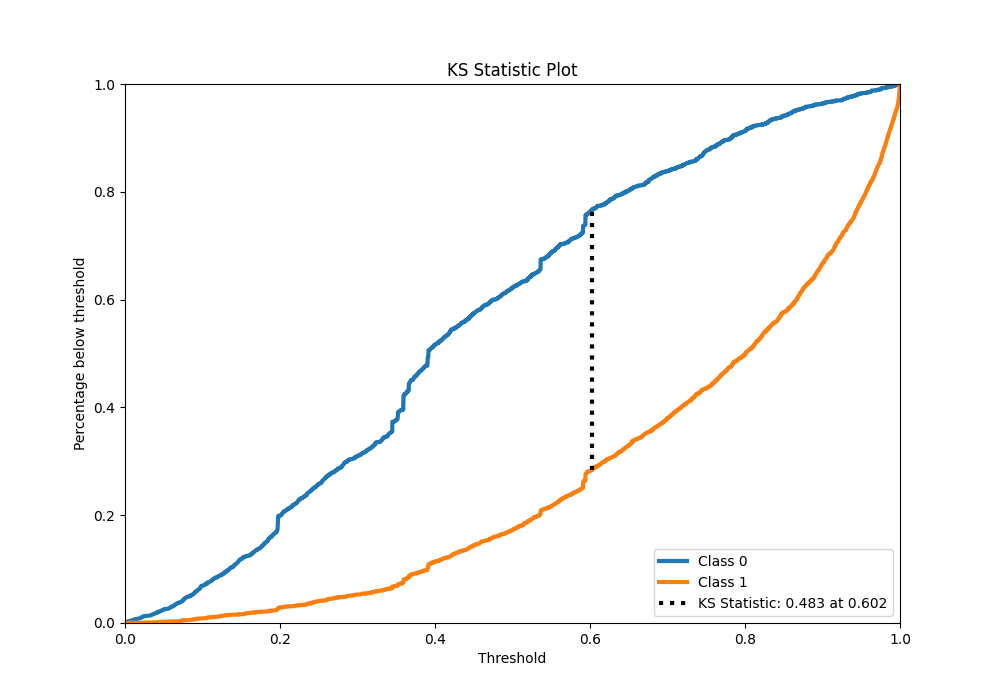 KS Statistic Plot
1.0
0.8
0.6
0.4
0.2
0.0
Percentage below threshold
0.0 0.2 0.4 0.6 0.8 1.0
Threshold
Class 0
Class 1
KS Statistic: 0.483 at 0.602